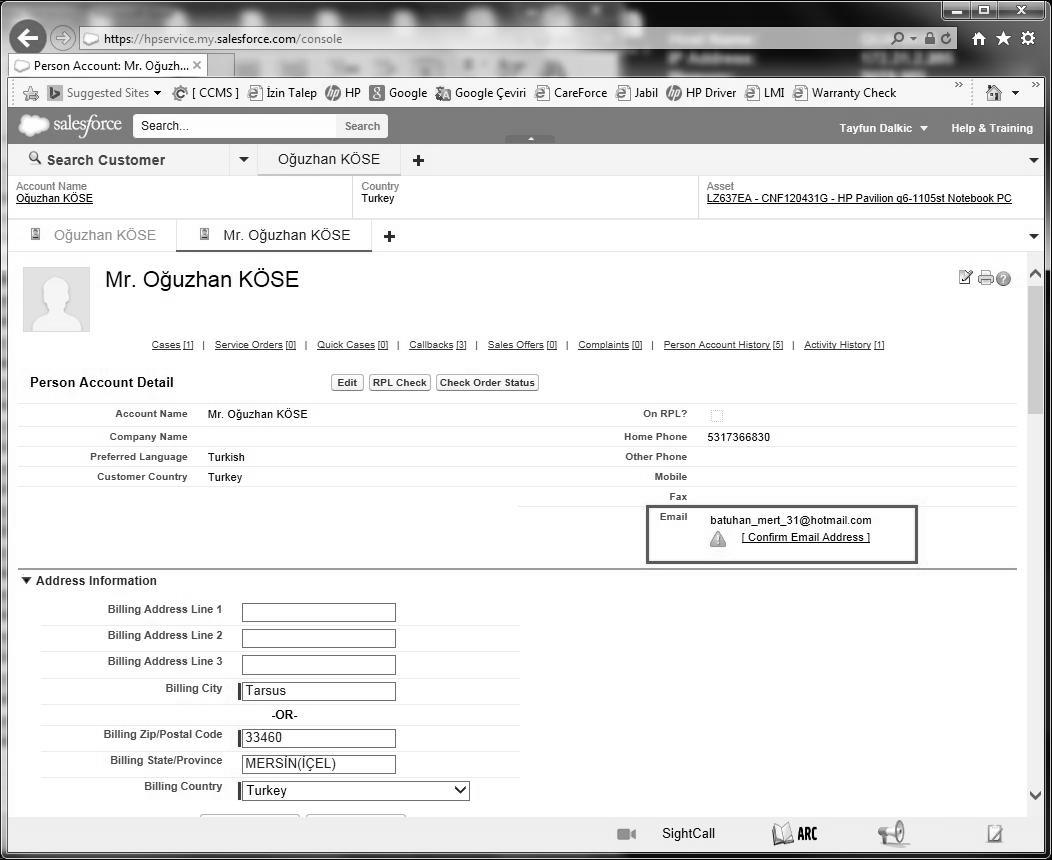 https://hpservice.my.salesforce.com/console
Person Account: Mr. Oğuzh...
Suggested Sites [ CCMS ] İzin Talep HP Google Google Çeviri CareForce Jabil HP Driver LMI Warranty Check
salesforce Search... Search Tayfun Dalkic Help & Training
Search Customer Oğuzhan KÖSE
Account Name Country Asset
Oğuzhan KÖSE Turkey LZ637EA - CNF120431G - HP Pavilion g6-1105st Notebook PC
Oğuzhan KÖSE Mr. Oğuzhan KÖSE
Mr. Oğuzhan KÖSE
Cases [1] | Service Orders [0] | Quick Cases [0] | Callbacks [3] | Sales Offers [0] | Complaints [0] | Person Account History [5] | Activity History [1]
Person Account Detail Edit RPL Check Check Order Status
Account Name Mr. Oğuzhan KÖSE On RPL?
Company Name Home Phone 5317366830
Preferred Language Turkish Other Phone
Customer Country Turkey Mobile
Fax
Email batuhan_mert_31@hotmail.com
[ Confirm Email Address ]
Address Information
Billing Address Line 1
Billing Address Line 2
Billing Address Line 3
Billing City Tarsus
-OR-
Billing Zip/Postal Code 33460
Billing State/Province MERSİN(İÇEL)
Billing Country Turkey
SightCall ARC